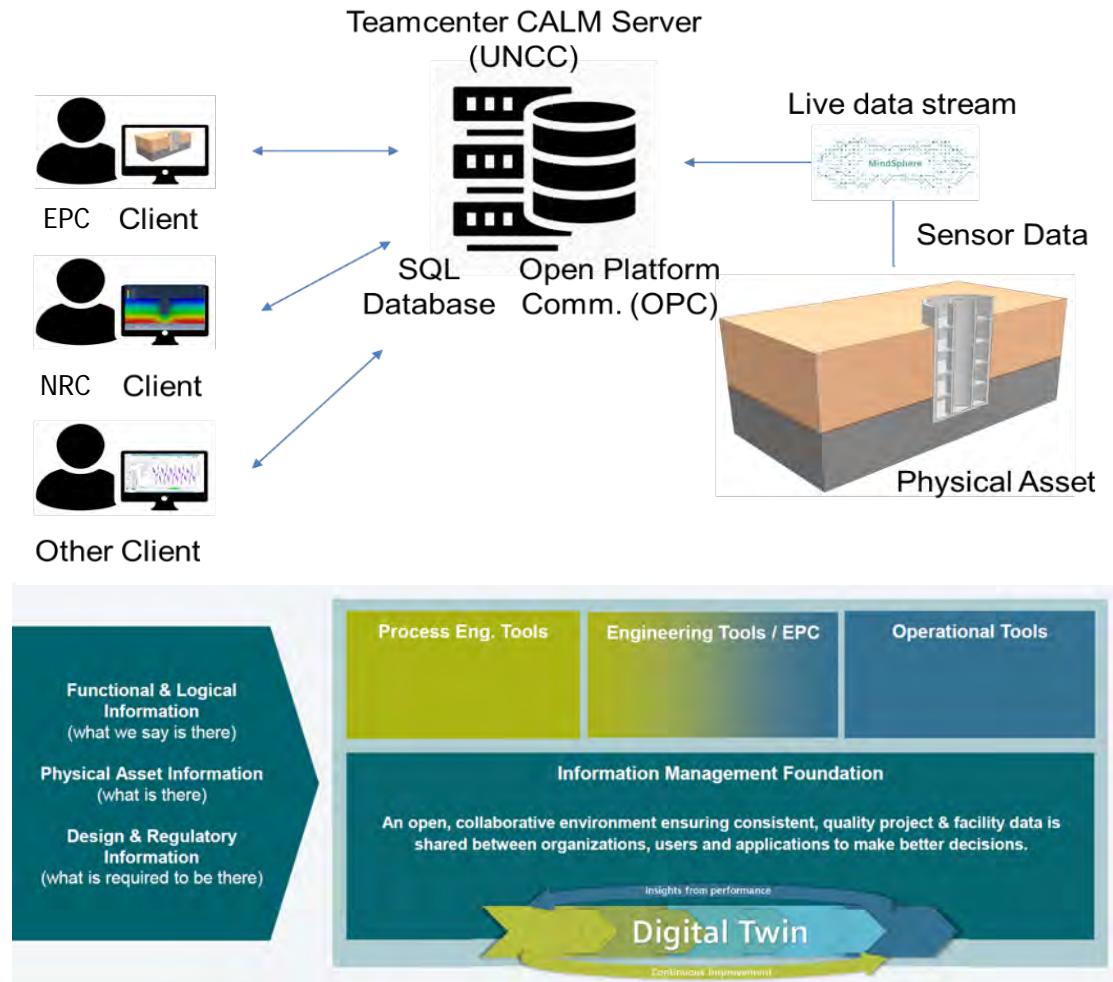 Teamcenter CALM Server
(UNCC)
Live data stream
MindSphere
EPC Client
Sensor Data
SQL
Database
Open Platform
Comm. (OPC)
NRC Client
Physical Asset
Other Client
Functional & Logical
Information
(what we say is there)
Physical Asset Information
(what is there)
Design & Regulatory
Information
(what is required to be there)
Process Eng. Tools
Engineering Tools / EPC
Operational Tools
Information Management Foundation
An open, collaborative environment ensuring consistent, quality project & facility data is
shared between organizations, users and applications to make better decisions.
Insights from performance
Digital Twin
Continuous Improvement